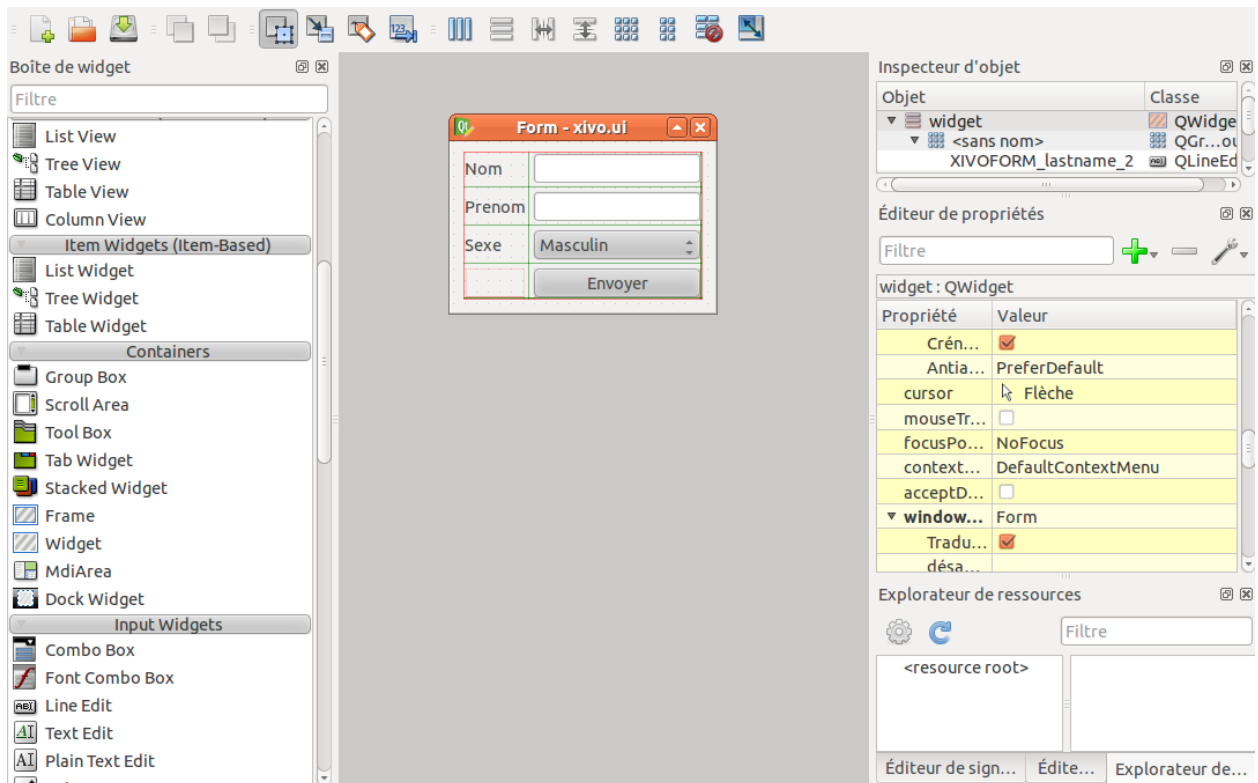 123
Boîte de widget
Filtre
List View
Tree View
Table View
Column View
Item Widgets (Item-Based)
List Widget
Tree Widget
Table Widget
Containers
Group Box
Scroll Area
Tool Box
Tab Widget
Stacked Widget
Frame
Widget
MdiArea
Dock Widget
Input Widgets
Combo Box
Font Combo Box
Line Edit
Text Edit
Plain Text Edit
Form - xivo.ui
Nom
Prenom
Sexe Masculin
Envoyer
Inspecteur d'objet
Objet Classe
widget QWidge
<sans nom> QGr...ou
XIVOFORM_lastname_2 QLineEd
Éditeur de propriétés
Filtre
widget : QWidget
Propriété Valeur
Crén...
Antia... PreferDefault
cursor Flèche
mouseTr...
focusPo... NoFocus
context... DefaultContextMenu
acceptD...
window... Form
Tradu...
désa...
Explorateur de ressources
Filtre
<resource root>
Éditeur de sign... Édite... Explorateur de...